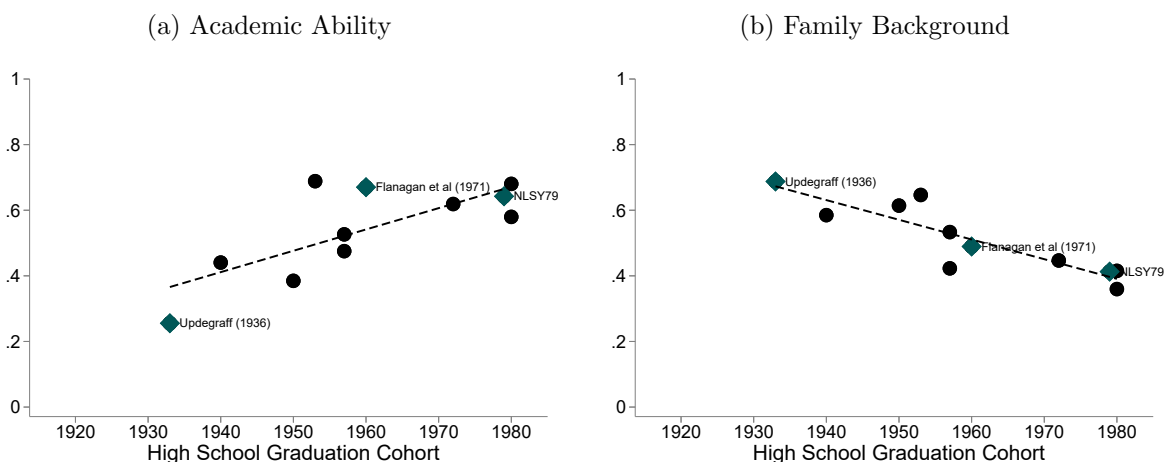 (a) Academic Ability
1
.8
.6
.4
.2
0
Flanagan et al (1971)
NLSY79
Updegraff (1936)
1920 1930 1940 1950 1960 1970 1980
High School Graduation Cohort
(b) Family Background
1
.8
.6
.4
.2
0
Updegraff (1936)
Flanagan et al (1971)
NLSY79
1920 1930 1940 1950 1960 1970 1980
High School Graduation Cohort